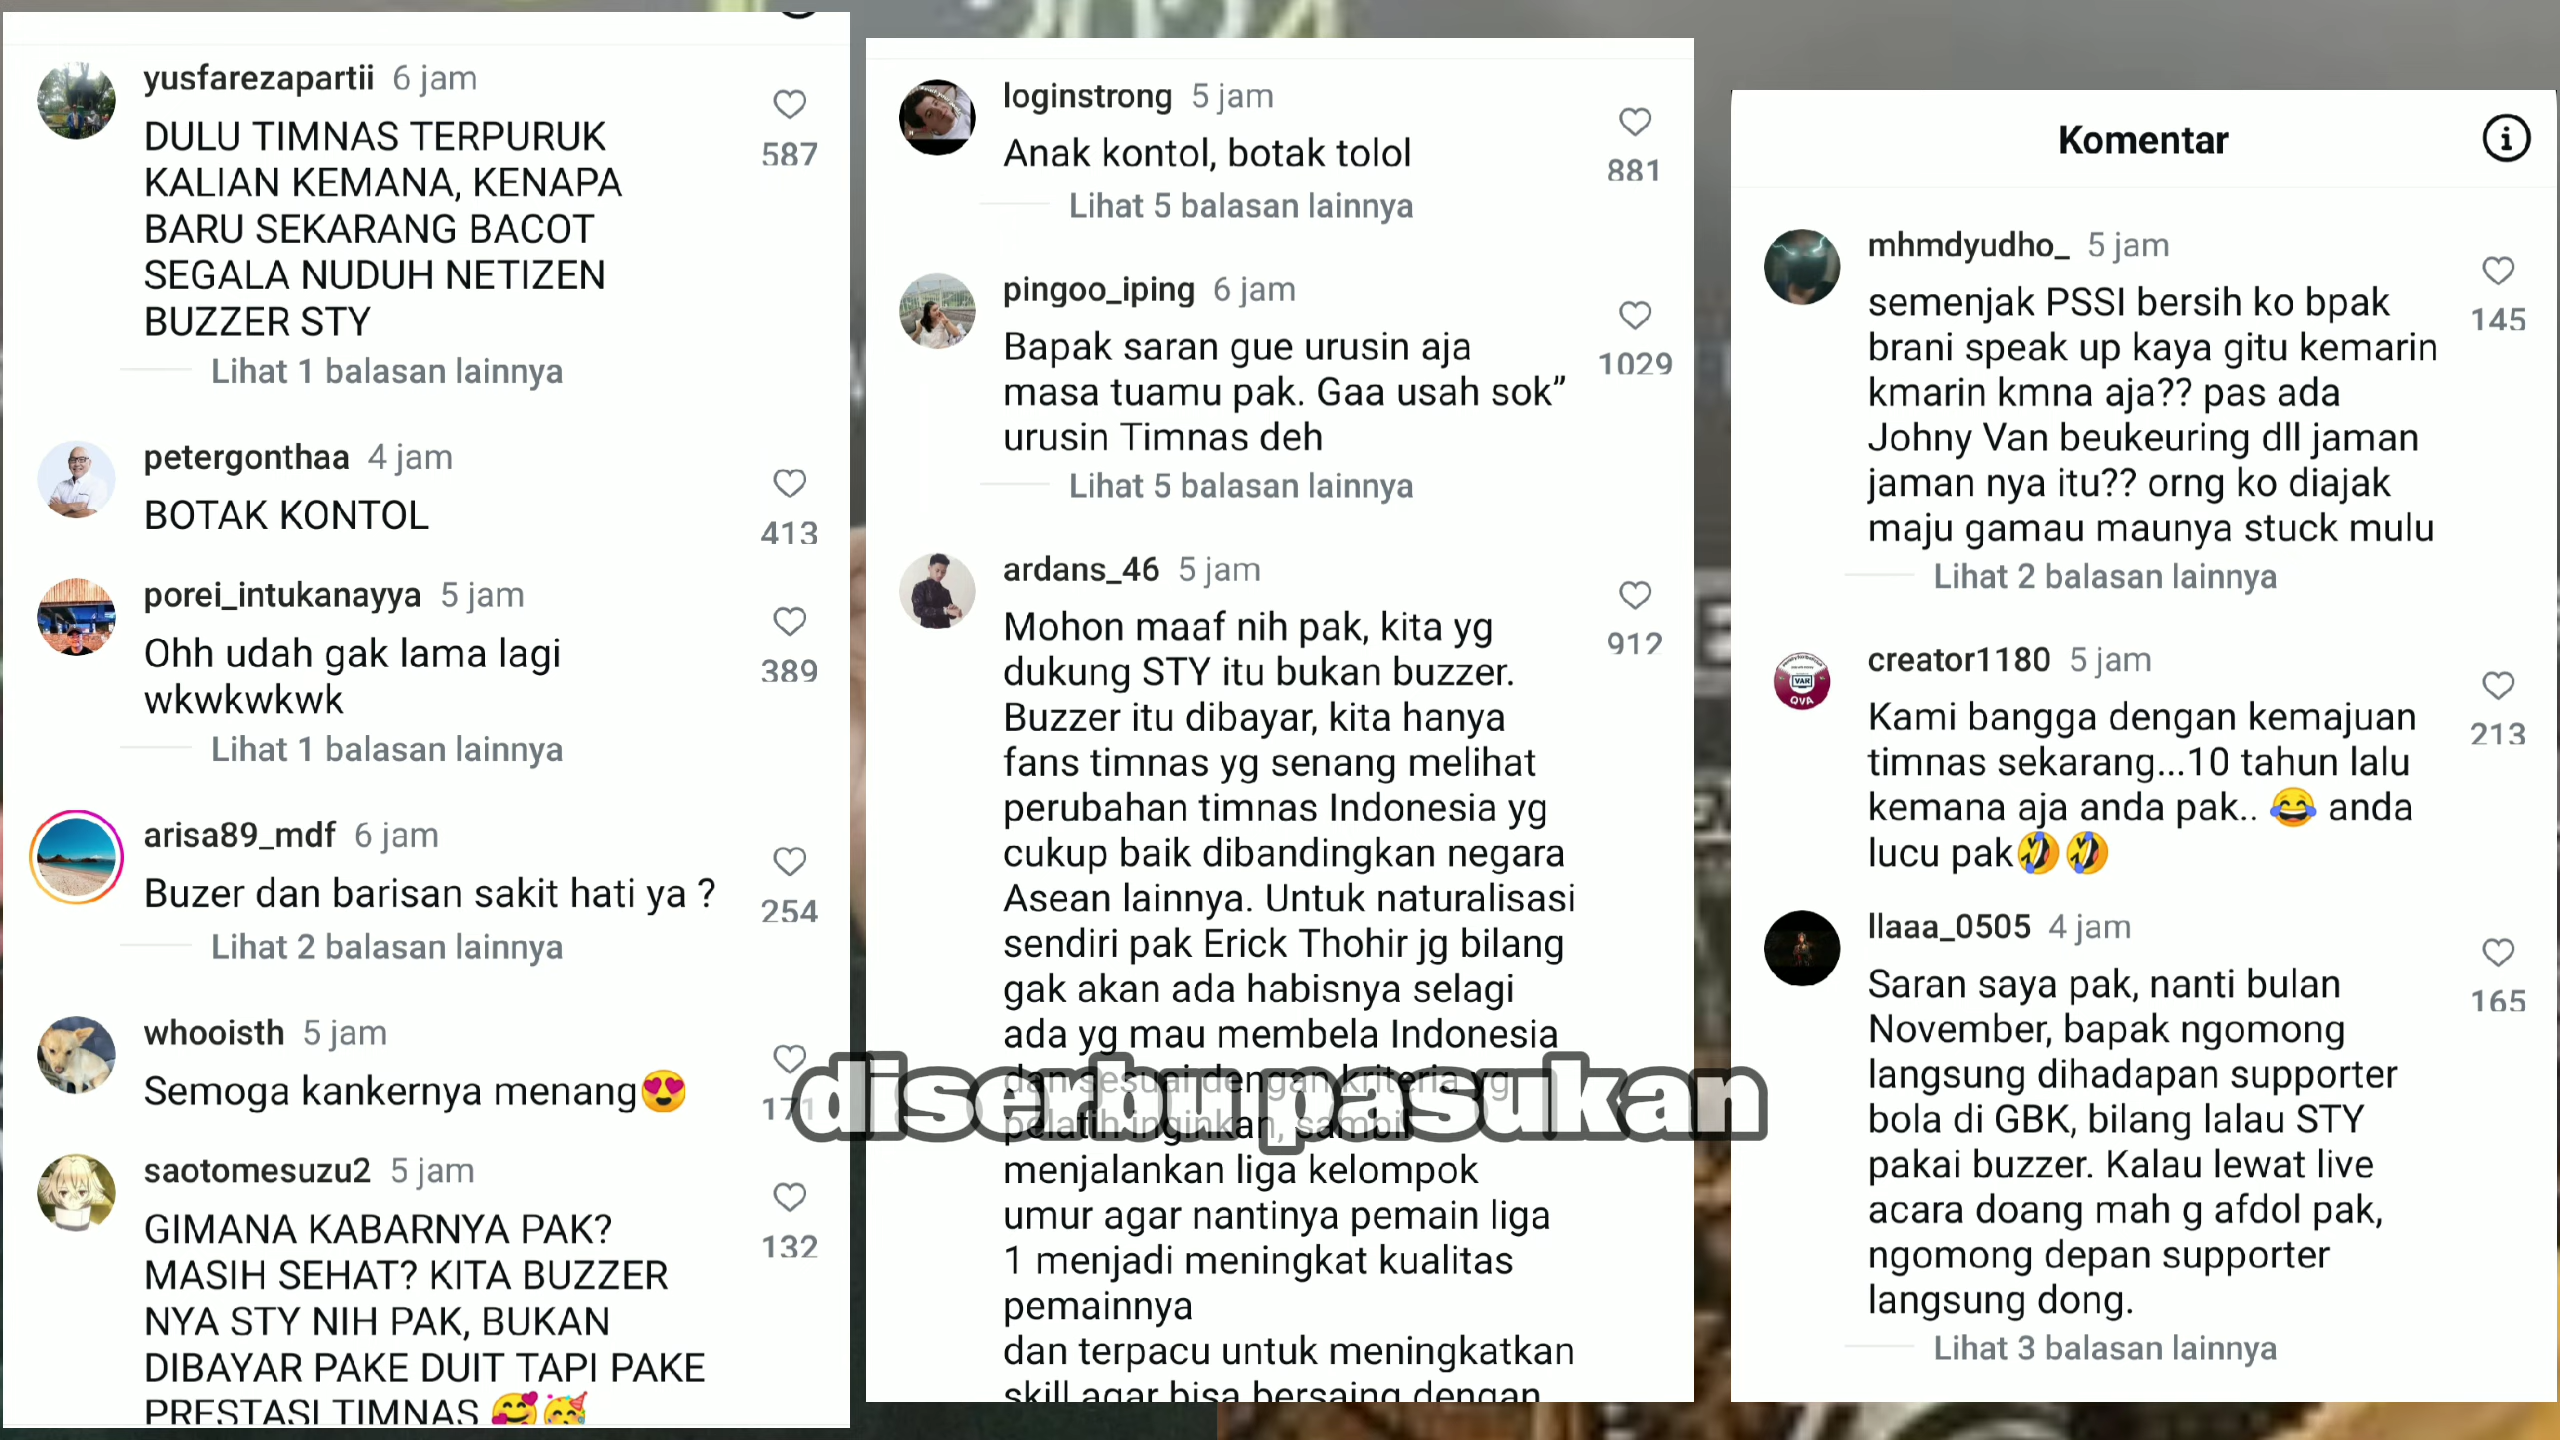 yusfarezapartii 6 jam
DULU TIMNAS TERPURUK
KALIAN KEMANA, KENAPA
BARU SEKARANG BACOT
SEGALA NUDUH NETIZEN
BUZZER STY
587
Lihat 1 balasan lainnya
petergonthaa 4 jam
BOTAK KONTOL
413
porei_intukanayya 5 jam
Ohh udah gak lama lagi
wkwkwkwk
389
Lihat 1 balasan lainnya
arisa89_mdf 6 jam
Buzer dan barisan sakit hati ya ?
254
Lihat 2 balasan lainnya
whooisth 5 jam
Semoga kankernya menang😍
171
saotomesuzu2 5 jam
GIMANA KABARNYA PAK?
MASIH SEHAT? KITA BUZZER
NYA STY NIH PAK, BUKAN
DIBAYAR PAKE DUIT TAPI PAKE
PRESTASI TIMNAS 🥰🥳
132
loginstrong 5 jam
Anak kontol, botak tolol
881
Lihat 5 balasan lainnya
pingoo_iping 6 jam
Bapak saran gue urusin aja
masa tuamu pak. Gaa usah sok”
urusin Timnas deh
1029
Lihat 5 balasan lainnya
ardans_46 5 jam
Mohon maaf nih pak, kita yg
dukung STY itu bukan buzzer.
Buzzer itu dibayar, kita hanya
fans timnas yg senang melihat
perubahan timnas Indonesia yg
cukup baik dibandingkan negara
Asean lainnya. Untuk naturalisasi
sendiri pak Erick Thohir jg bilang
gak akan ada habisnya selagi
ada yg mau membela Indonesia
dan sesuai dengan kriteria yg
pelatih inginkan, sambil
menjalankan liga kelompok
umur agar nantinya pemain liga
1 menjadi meningkat kualitas
pemainnya
dan terpacu untuk meningkatkan
skill agar bisa bersaing dengan
912
diserbu pasukan
Komentar
mhmdyudho_ 5 jam
semenjak PSSI bersih ko bpak
brani speak up kaya gitu kemarin
kmarin kmna aja?? pas ada
Johny Van beukeuring dll jaman
jaman nya itu?? orng ko diajak
maju gamau maunya stuck mulu
145
Lihat 2 balasan lainnya
creator1180 5 jam
Kami bangga dengan kemajuan
timnas sekarang...10 tahun lalu
kemana aja anda pak.. 😂 anda
lucu pak🤣🤣
213
llaaa_0505 4 jam
Saran saya pak, nanti bulan
November, bapak ngomong
langsung dihadapan supporter
bola di GBK, bilang lalau STY
pakai buzzer. Kalau lewat live
acara doang mah g afdol pak,
ngomong depan supporter
langsung dong.
165
Lihat 3 balasan lainnya